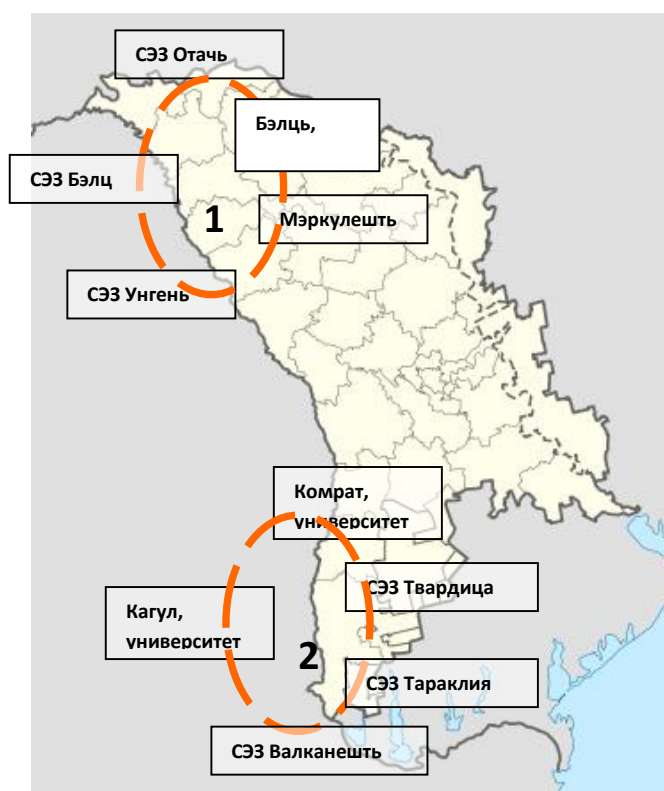 СЭЗ Отачь
Бэлць,
СЭЗ Бэлц
Мэркулешть
1
СЭЗ Унгень
Комрат,
университет
СЭЗ Твардица
Кагул,
университет
2
СЭЗ Тараклия
СЭЗ Валканешть